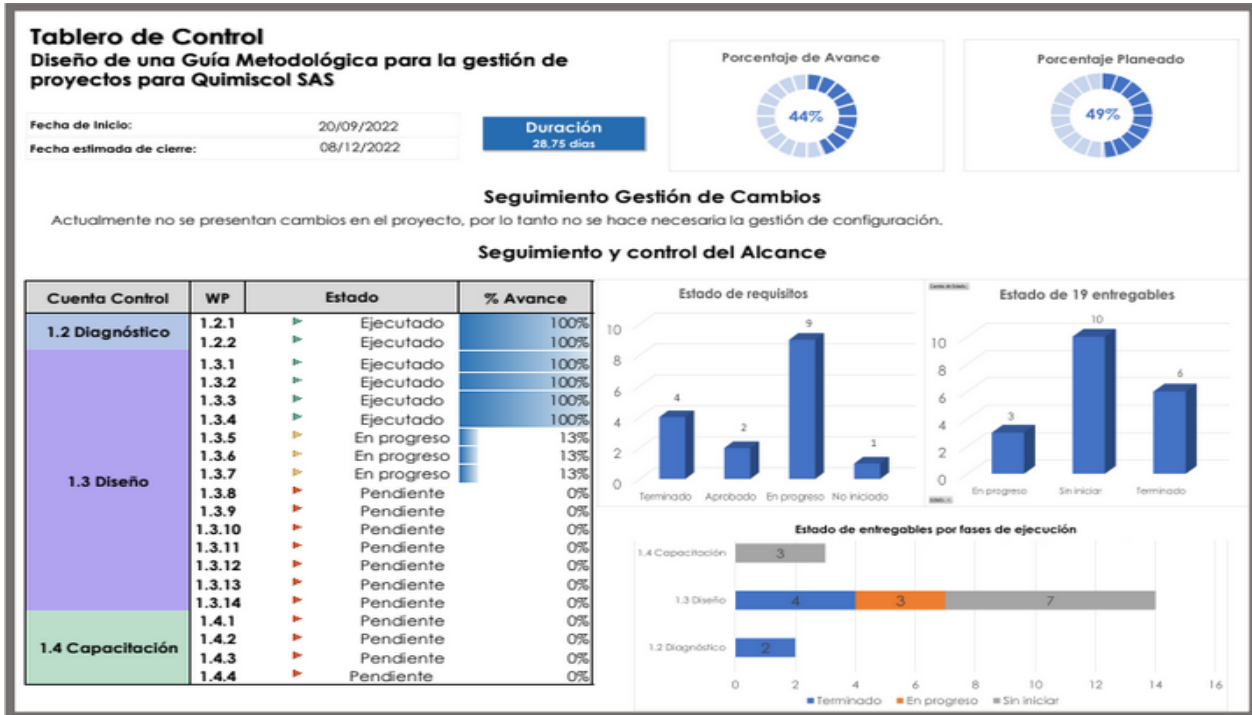 Tablero de Control
Diseño de una Guía Metodológica para la gestión de
proyectos para Quimiscol SAS
Fecha de Inicio: 20/09/2022
Fecha estimada de cierre: 08/12/2022
Duración
28,75 días
Porcentaje de Avance
44%
Porcentaje Planeado
49%
Seguimiento Gestión de Cambios
Actualmente no se presentan cambios en el proyecto, por lo tanto no se hace necesaria la gestión de configuración.
Seguimiento y control del Alcance
Cuenta Control WP Estado % Avance
1.2 Diagnóstico
1.2.1 Ejecutado 100%
1.2.2 Ejecutado 100%
1.3 Diseño
1.3.1 Ejecutado 100%
1.3.2 Ejecutado 100%
1.3.3 Ejecutado 100%
1.3.4 Ejecutado 100%
1.3.5 En progreso 13%
1.3.6 En progreso 13%
1.3.7 En progreso 13%
1.3.8 Pendiente 0%
1.3.9 Pendiente 0%
1.3.10 Pendiente 0%
1.3.11 Pendiente 0%
1.3.12 Pendiente 0%
1.3.13 Pendiente 0%
1.3.14 Pendiente 0%
1.4 Capacitación
1.4.1 Pendiente 0%
1.4.2 Pendiente 0%
1.4.3 Pendiente 0%
1.4.4 Pendiente 0%
Estado de requisitos
10
8
6
4
2
0
4
2
9
1
Terminado Aprobado En progreso No iniciado
Estado de 19 entregables
10
8
6
4
2
0
3
10
6
En progreso Sin iniciar Terminado
Estado de entregables por fases de ejecución
1.4 Capacitación 3
1.3 Diseño 4 3 7
1.2 Diagnóstico 2
0 2 4 6 8 10 12 14 16
Terminado En progreso Sin iniciar